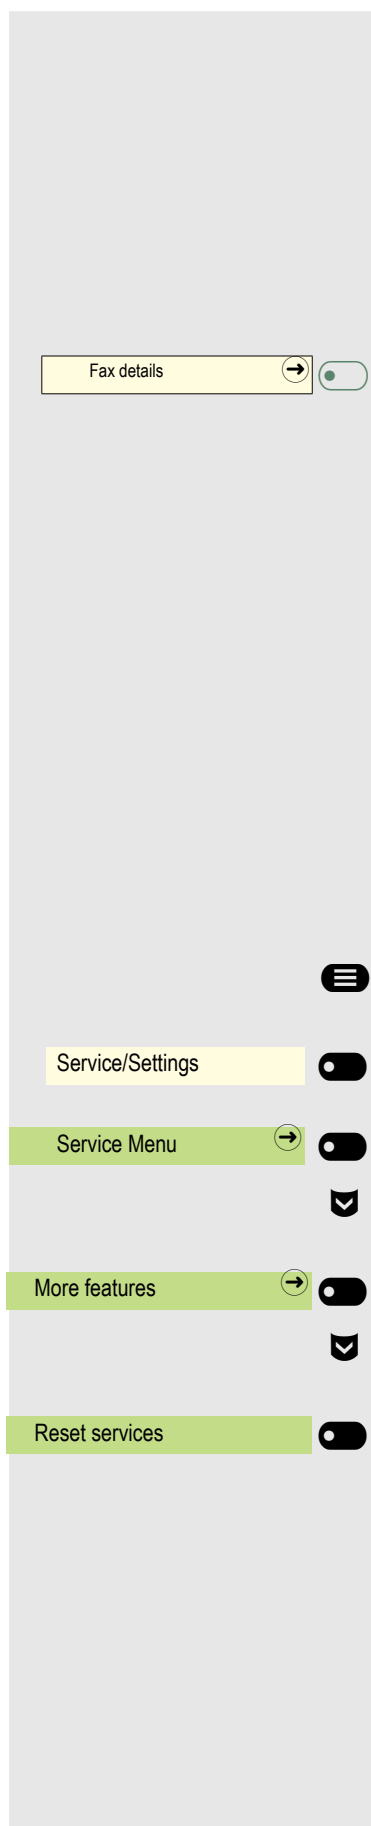 Fax details
Service/Settings
Service Menu
More features
Reset services